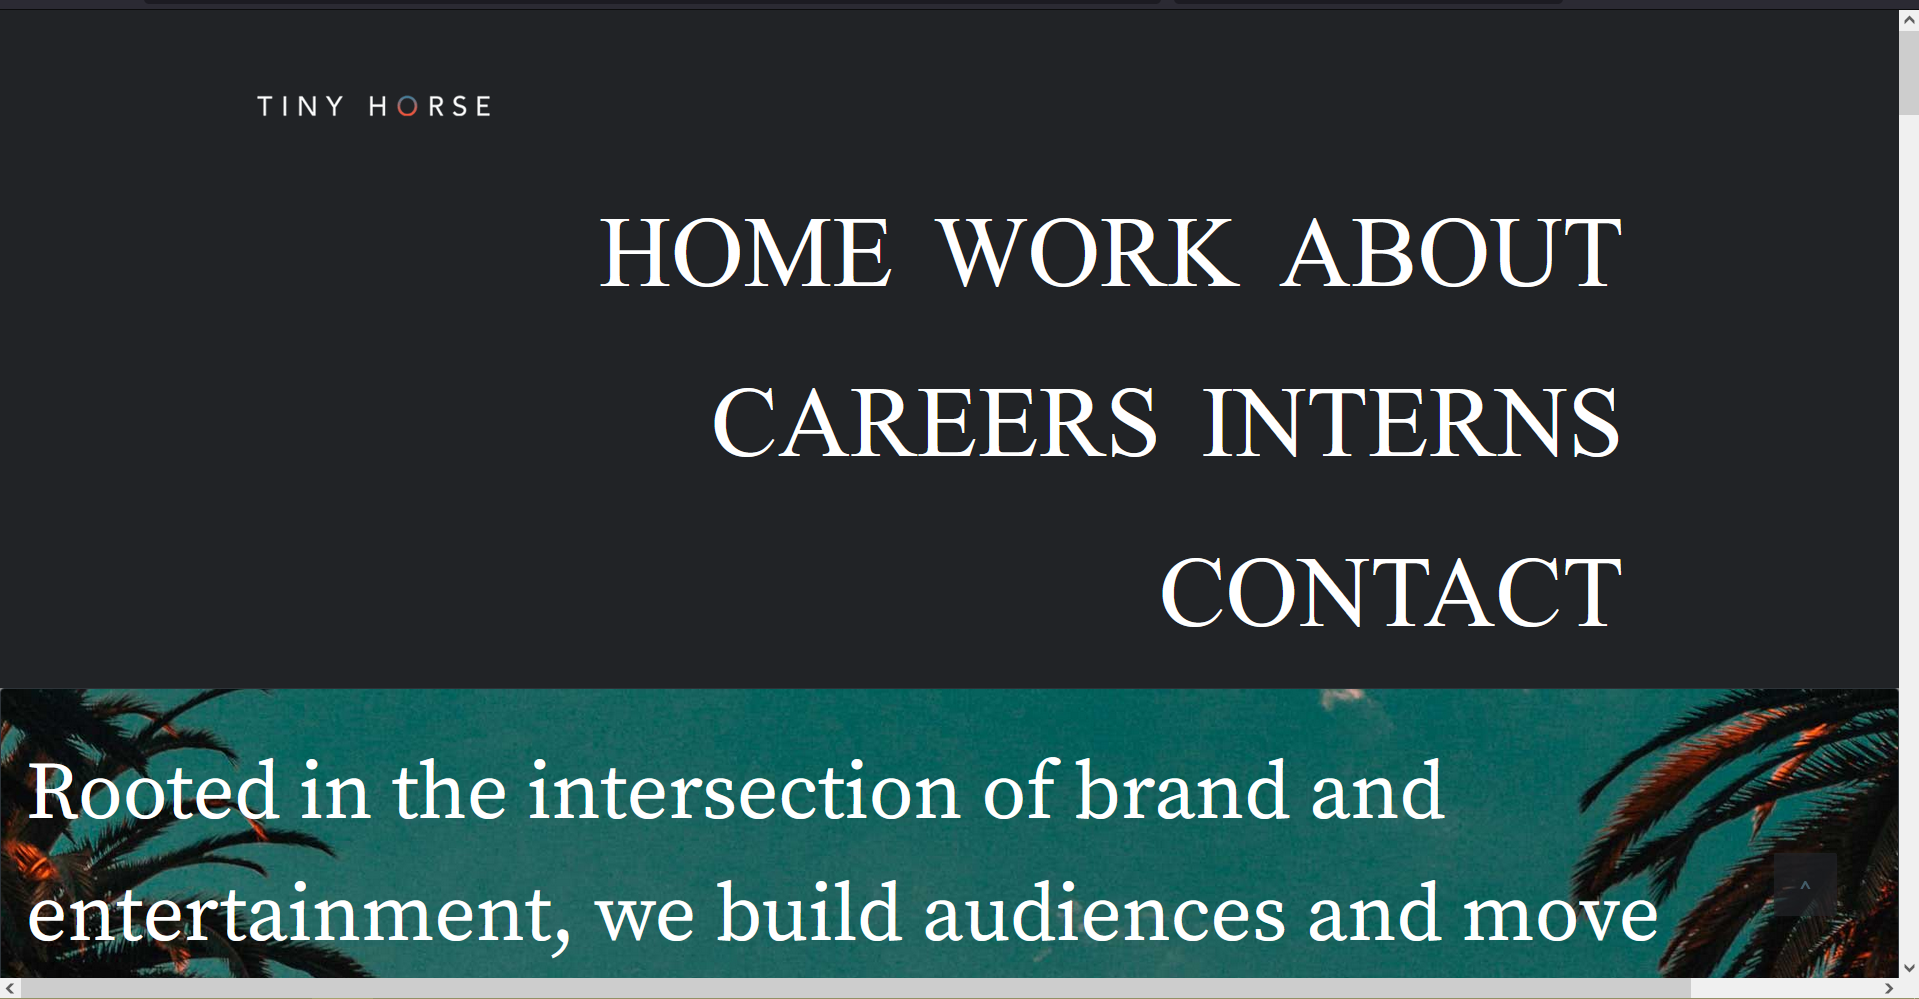 TINY HORSE
HOME WORK ABOUT
CAREERS INTERNS
CONTACT
Rooted in the intersection of brand and
entertainment, we build audiences and move